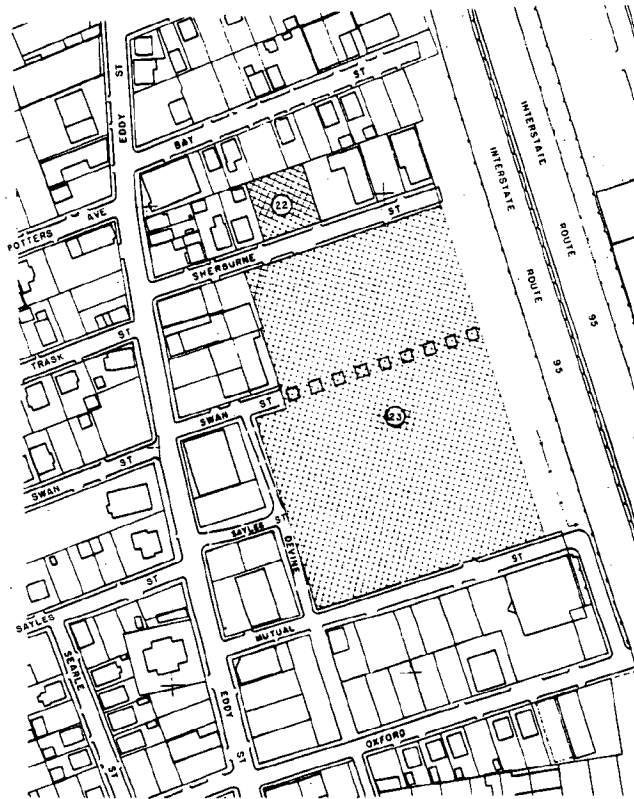 EDDY ST
BAY ST
POTTERS AVE
22
SHERBURNE ST
INTERSTATE ROUTE 95
INTERSTATE ROUTE 95
TRASK ST
SWAN ST
23
SWAN ST
SAYLES ST
DEVINE ST
SAYLES ST
MUTUAL
SEARLE ST
EDDY ST
OXFORD